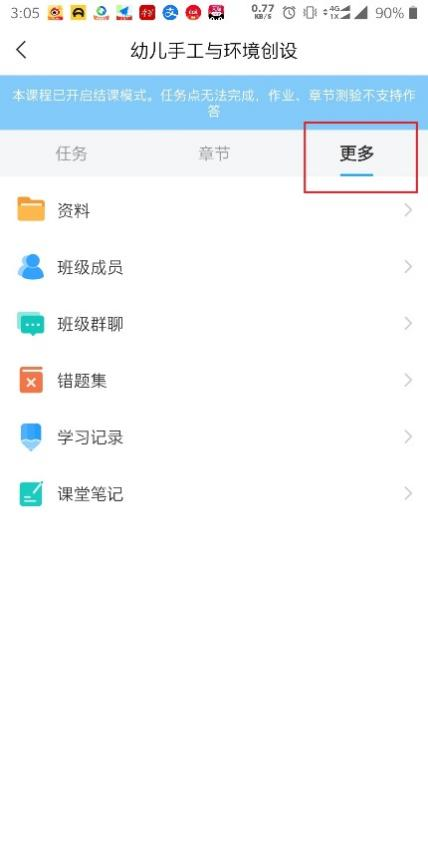 3:05 0.77 KB/S 4G 1X 90%
幼儿手工与环境创设
本课程已开启结课模式。任务点无法完成，作业、章节测验不支持作
答
任务 章节 更多
资料
班级成员
班级群聊
错题集
学习记录
课堂笔记